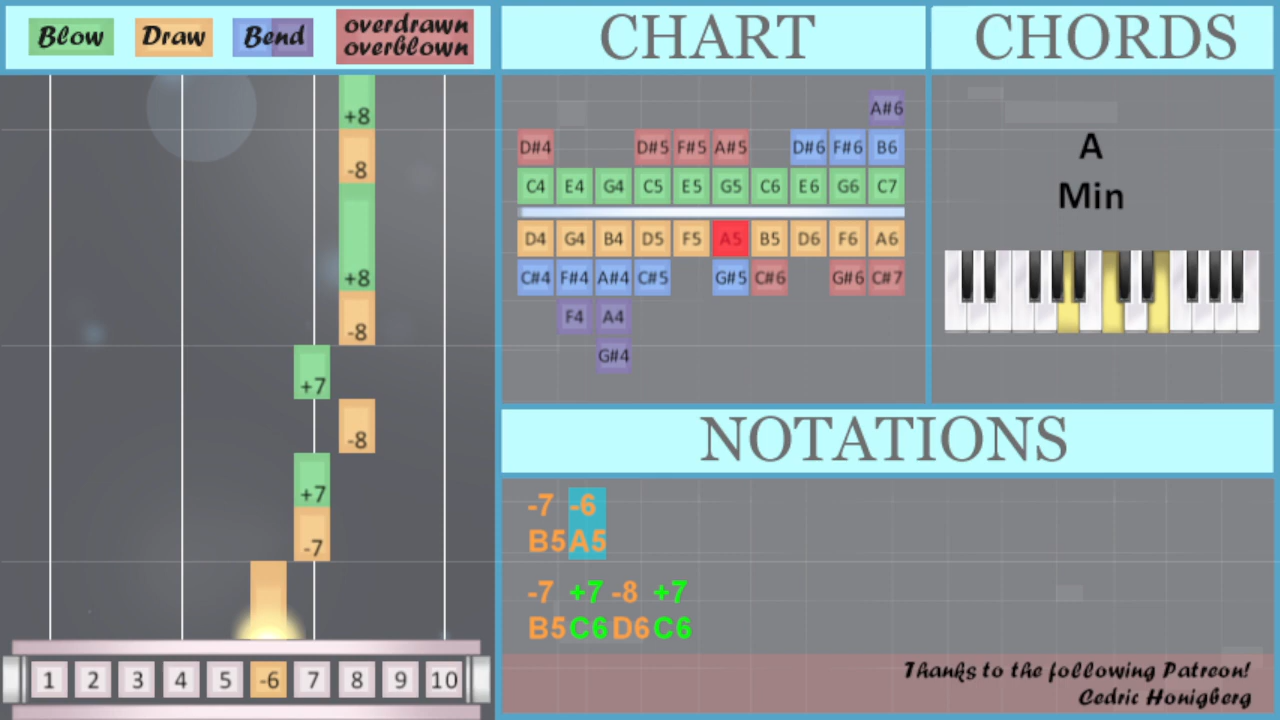 Blow Draw Bend overdrawn
overblown
CHART
CHORDS
+8
-8
+8
-8
+7
-8
+7
-7
1 2 3 4 5 -6 7 8 9 10
A#6
D#4 D#5 F#5 A#5 D#6 F#6 B6
C4 E4 G4 C5 E5 G5 C6 E6 G6 C7
D4 G4 B4 D5 F5 A5 B5 D6 F6 A6
C#4 F#4 A#4 C#5 G#5 C#6 G#6 C#7
F4 A4
G#4
A
Min
NOTATIONS
-7 -6
B5 A5
-7 +7 -8 +7
B5 C6 D6 C6
Thanks to the following Patreon!
Cedric Honigberg